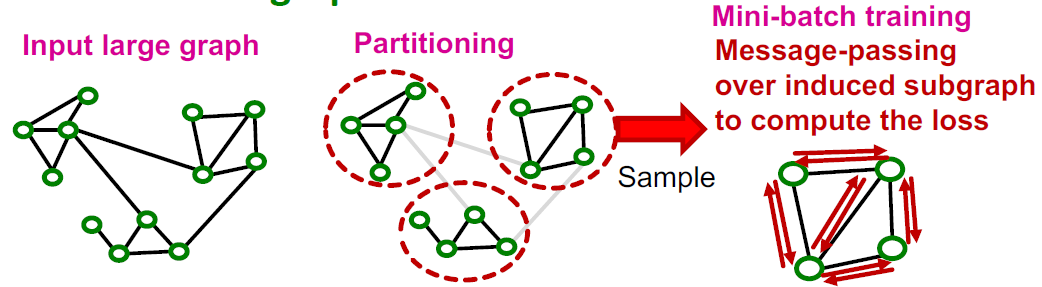 Input large graph
Partitioning
Mini-batch training
Message-passing
over induced subgraph
to compute the loss
Sample